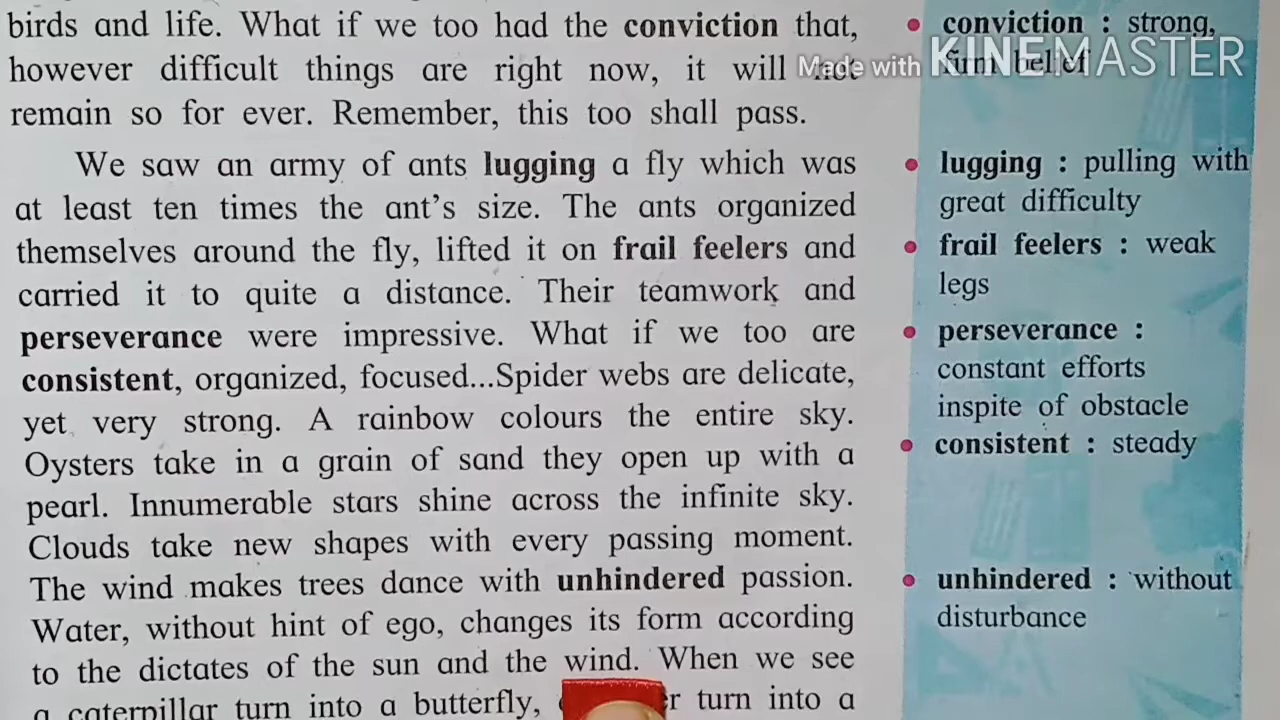 birds and life. What if we too had the conviction that,
however difficult things are right now, it will not
remain so for ever. Remember, this too shall pass.
We saw an army of ants lugging a fly which was
at least ten times the ant's size. The ants organized
themselves around the fly, lifted it on frail feelers and
carried it to quite a distance. Their teamwork and
perseverance were impressive. What if we too are
consistent, organized, focused...Spider webs are delicate,
yet very strong. A rainbow colours the entire sky.
Oysters take in a grain of sand they open up with a
pearl. Innumerable stars shine across the infinite sky.
Clouds take new shapes with every passing moment.
The wind makes trees dance with unhindered passion.
Water, without hint of ego, changes its form according
to the dictates of the sun and the wind. When we see
a caterpillar turn into a butterfly, turn into a
• conviction : strong,
firm belief
• lugging : pulling with
great difficulty
• frail feelers : weak
legs
• perseverance :
constant efforts
inspite of obstacle
• consistent : steady
• unhindered : without
disturbance
Made with KINEMASTER